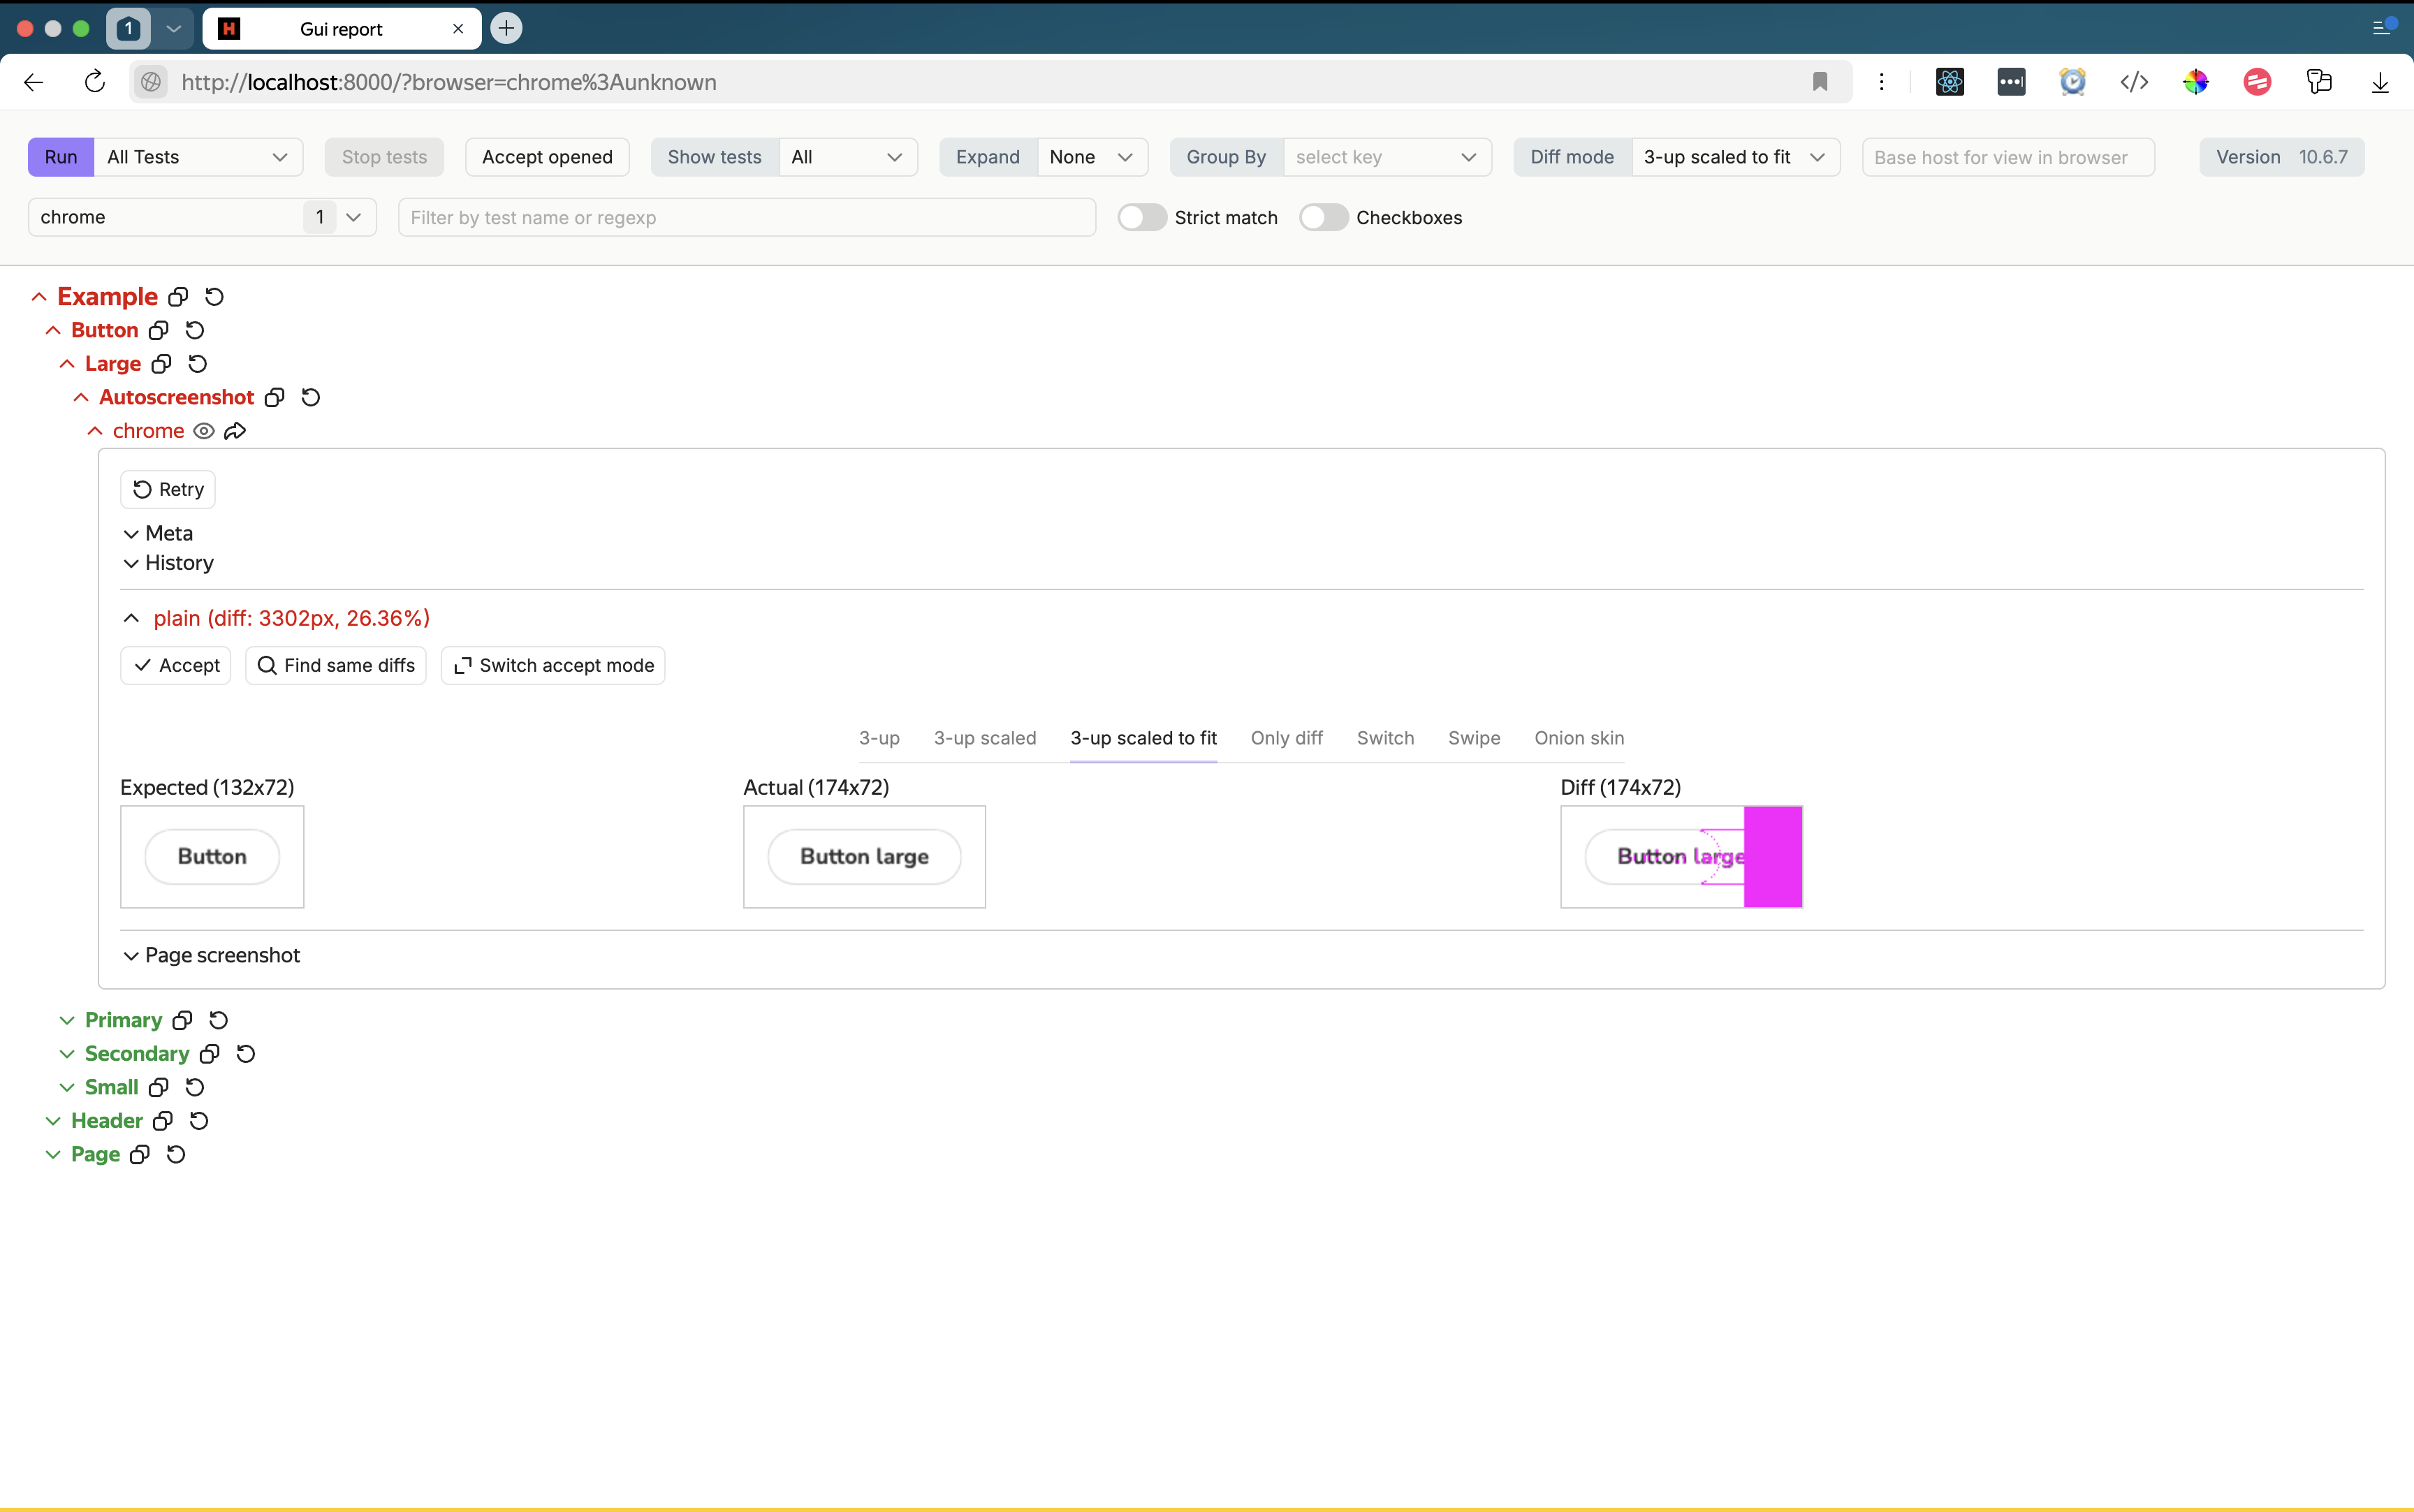 1 Gui report
http://localhost:8000/?browser=chrome%3Aunknown
Run All Tests Stop tests Accept opened Show tests All Expand None Group By select key Diff mode 3-up scaled to fit Base host for view in browser Version 10.6.7
chrome 1 Filter by test name or regexp Strict match Checkboxes
Example
Button
Large
Autoscreenshot
chrome
Retry
Meta
History
plain (diff: 3302px, 26.36%)
Accept Find same diffs Switch accept mode
3-up 3-up scaled 3-up scaled to fit Only diff Switch Swipe Onion skin
Expected (132x72) Actual (174x72) Diff (174x72)
Button Button large Button large
Page screenshot
Primary
Secondary
Small
Header
Page